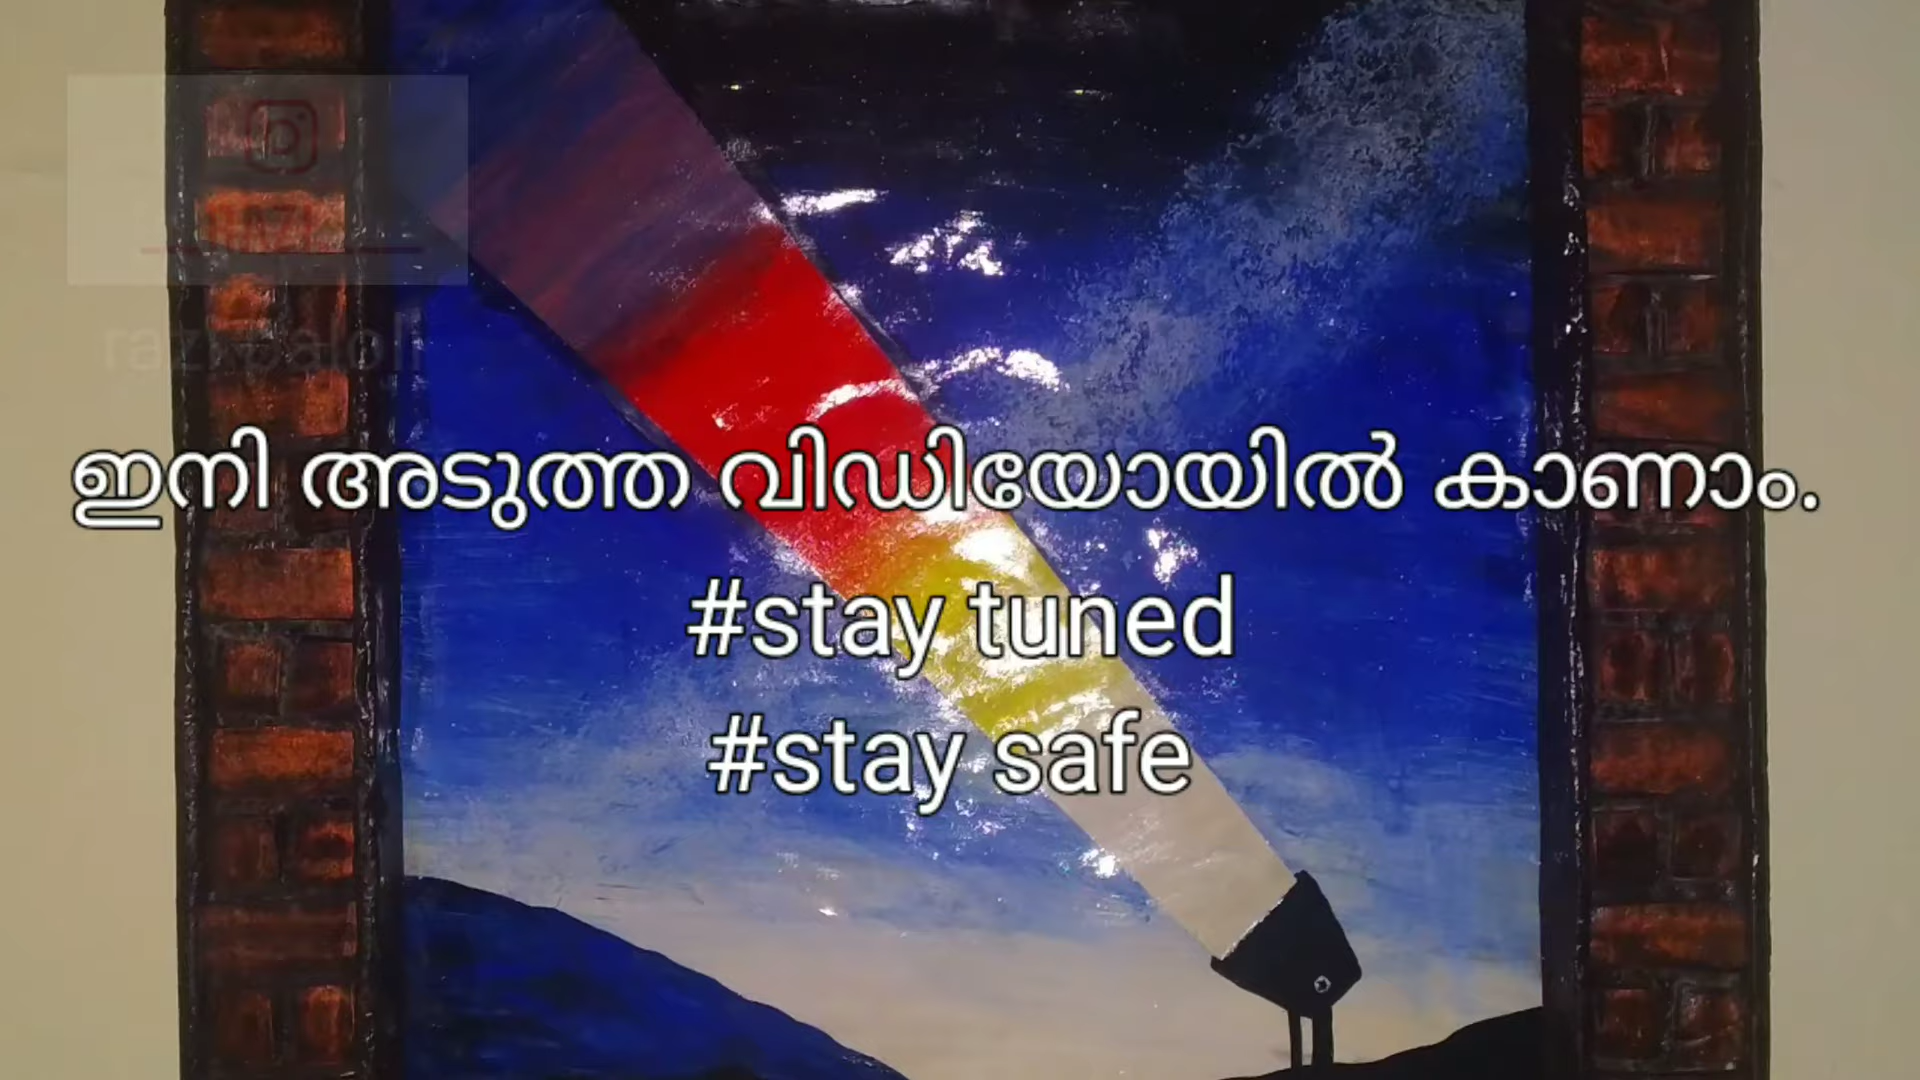 ഇനി അടുത്ത വിഡിയോയിൽ കാണാം.
#stay tuned
#stay safe